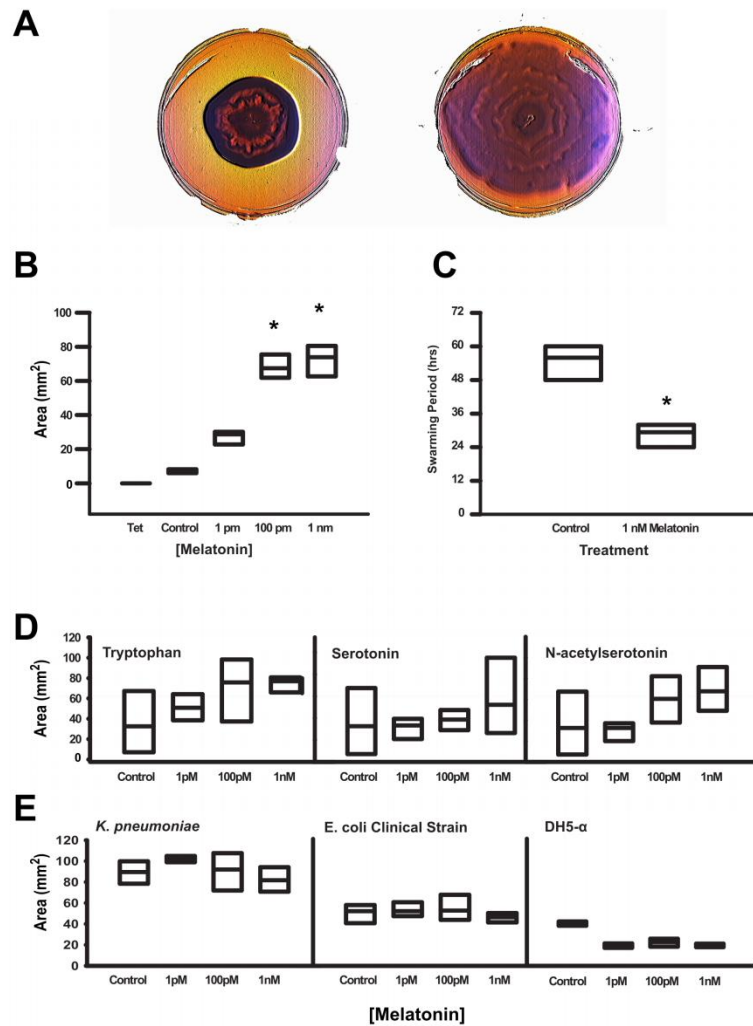 A
B
100
80
60
40
20
0
Area (mm²)
*
*
Tet Control 1 pm 100 pm 1 nm
[Melatonin]
C
72
60
48
36
24
12
0
Swarming Period (hrs)
*
Control 1 nM Melatonin
Treatment
D
120
100
80
60
40
20
0
Area (mm²)
Tryptophan Serotonin N-acetylserotonin
Control 1pM 100pM 1nM Control 1pM 100pM 1nM Control 1pM 100pM 1nM
E
120
100
80
60
40
20
0
Area (mm²)
K. pneumoniae E. coli Clinical Strain DH5-α
Control 1pM 100pM 1nM Control 1pM 100pM 1nM Control 1pM 100pM 1nM
[Melatonin]